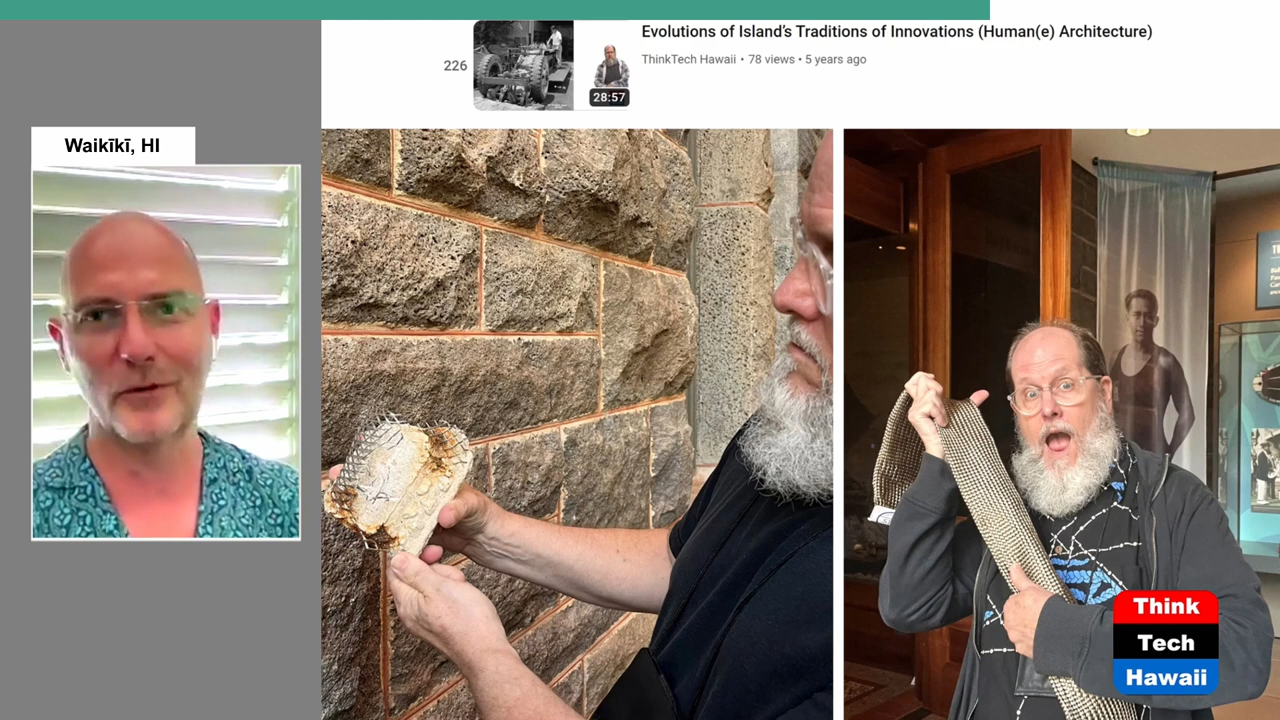 Evolutions of Island's Traditions of Innovations (Human(e) Architecture)
226
ThinkTech Hawaii • 78 views • 5 years ago
28:57
Waikīkī, HI
Think
Tech
Hawaii